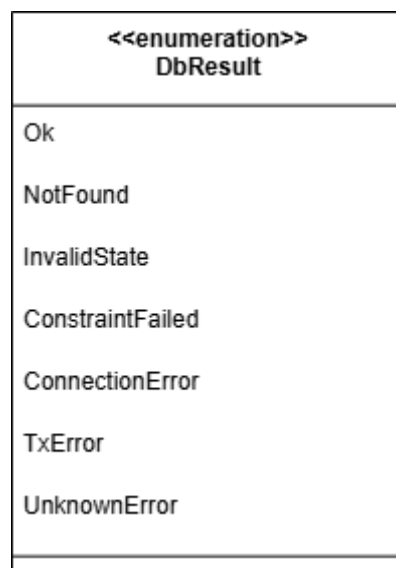 <<enumeration>>
DbResult
Ok
NotFound
InvalidState
ConstraintFailed
ConnectionError
TxError
UnknownError